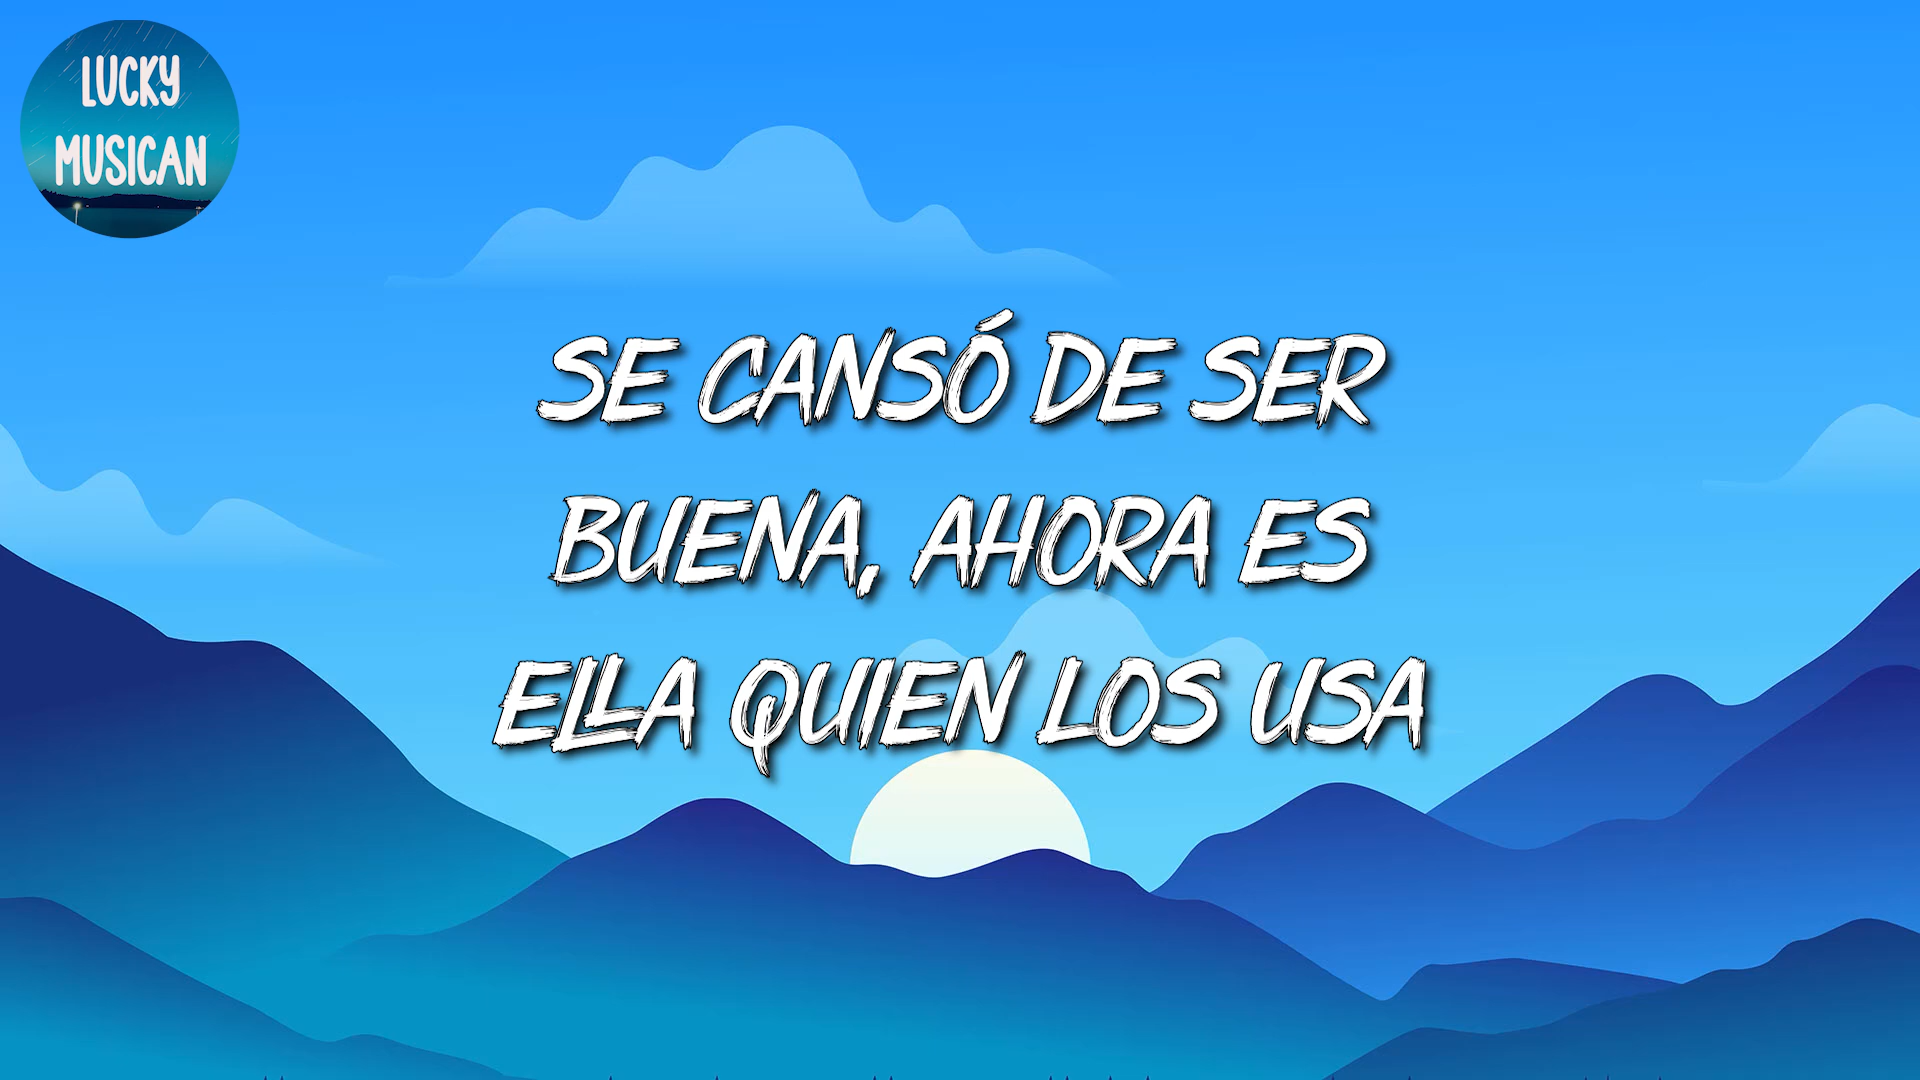 LUCKY
MUSICAN
SE CANSÓ DE SER
BUENA, AHORA ES
ELLA QUIEN LOS USA